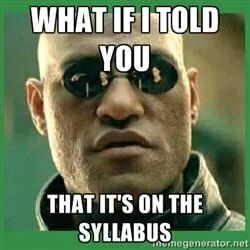 WHAT IF I TOLD
YOU
THAT IT'S ON THE
SYLLABUS
memegenerator.net